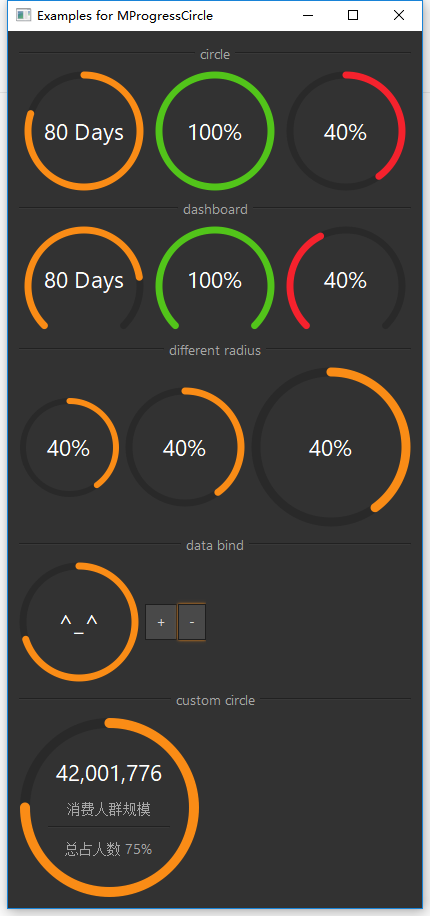 Examples for MProgressCircle
circle
80 Days 100% 40%
dashboard
80 Days 100% 40%
different radius
40% 40% 40%
data bind
^_^ + -
custom circle
42,001,776
消费人群规模
总占人数 75%